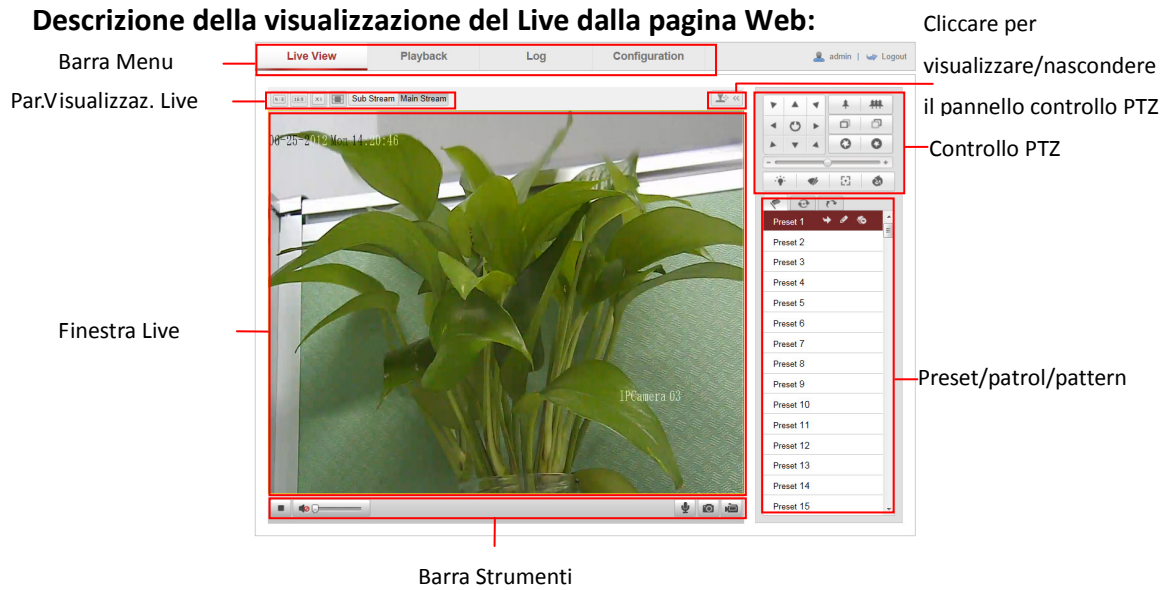 Descrizione della visualizzazione del Live dalla pagina Web:
Cliccare per
visualizzare/nascondere
il pannello controllo PTZ
Barra Menu
Live View
Playback
Log
Configuration
admin | Logout
Par.Visualizzaz. Live
Sub Stream
Main Stream
Controllo PTZ
06-25-2012 Mon 14:20:46
Preset 1
Preset 2
Preset 3
Preset 4
Preset 5
Preset 6
Preset 7
Preset 8
Preset 9
Preset 10
Preset 11
Preset 12
Preset 13
Preset 14
Preset 15
Finestra Live
Preset/patrol/pattern
IPCamera 03
Barra Strumenti